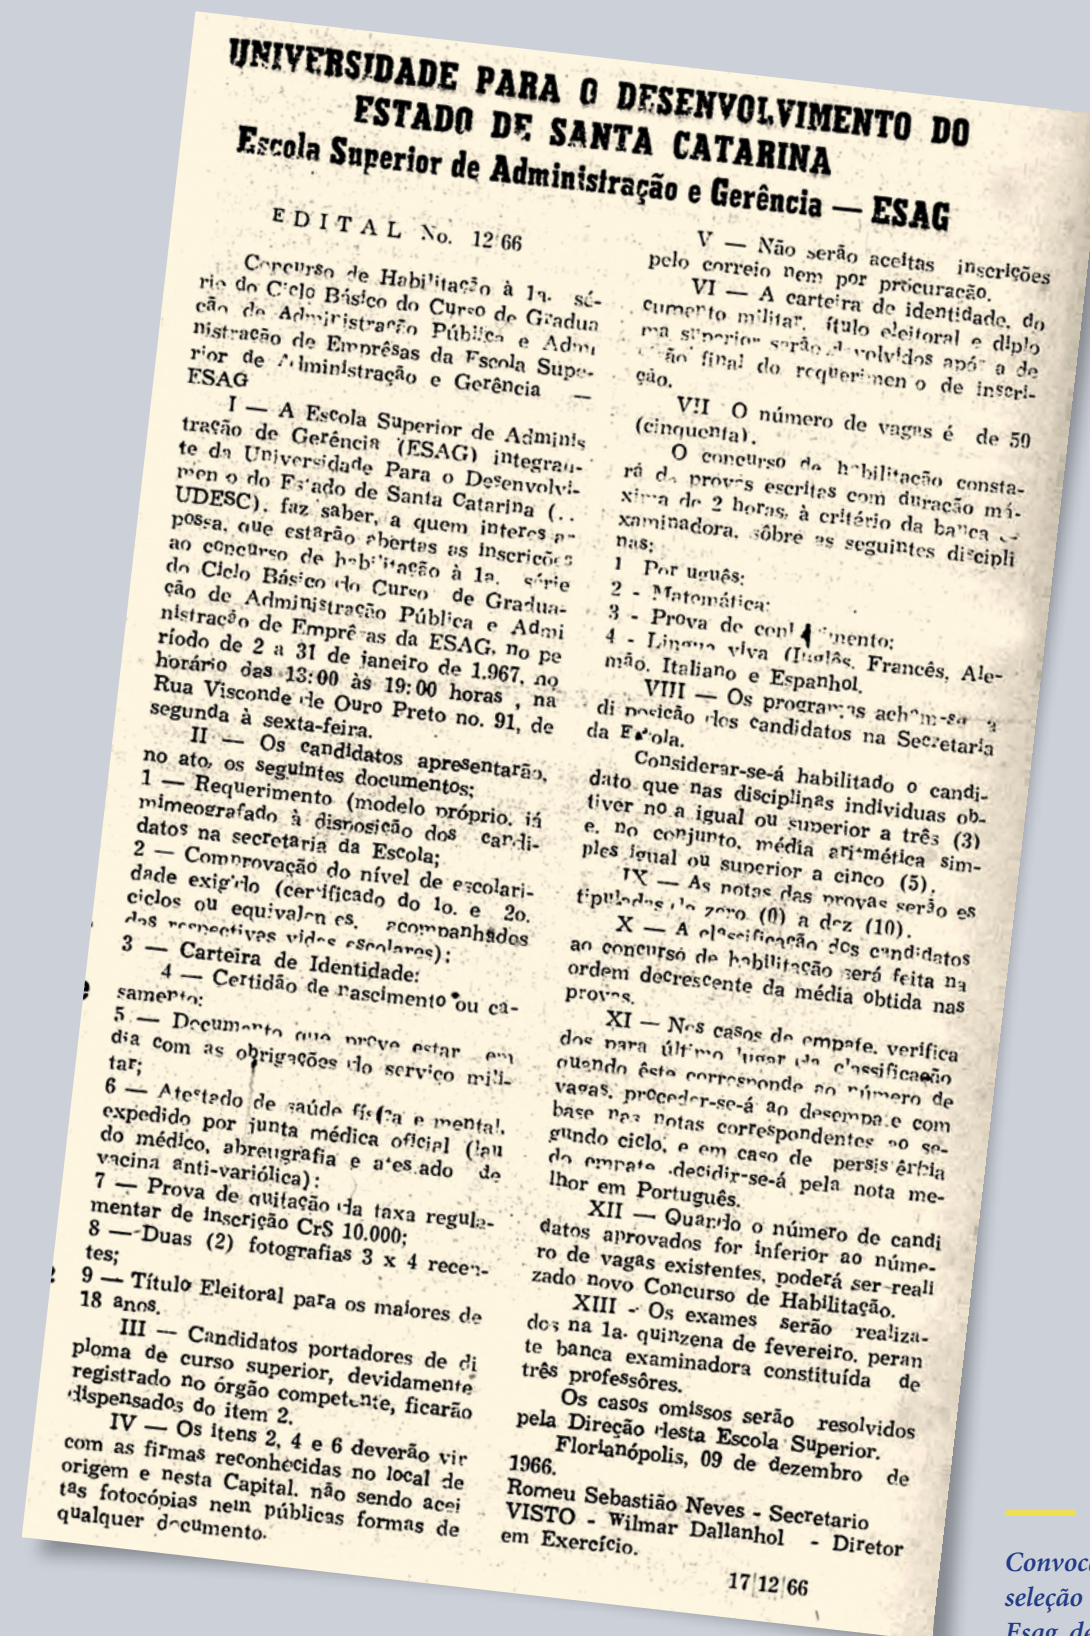 UNIVERSIDADE PARA O DESENVOLVIMENTO DO
ESTADO DE SANTA CATARINA
Escola Superior de Administração e Gerência — ESAG
EDITAL No. 12 66
Concurso de Habilitação à 1a. sé-
rie do Ciclo Básico do Curso de Gradua
ção de Administração Pública e Admi
nistração de Emprêsas da Escola Supe-
rior de Administração e Gerência —
ESAG
I — A Escola Superior de Adminis
tração de Gerência (ESAG) integran-
te da Universidade Para o Desenvolvi-
men o do Estado de Santa Catarina (. .
UDESC), faz saber, a quem interes a-
possa, que estarão abertas as inscrições
ao concurso de habilitação à 1a. série
do Ciclo Básico do Curso de Gradua-
ção de Administração Pública e Admi
nistração de Emprê as da ESAG, no pe
ríodo de 2 a 31 de janeiro de 1.967, no
horário das 13:00 às 19:00 horas , na
Rua Visconde de Ouro Preto no. 91, de
segunda à sexta-feira.
II — Os candidatos apresentarão,
no ato, os seguintes documentos;
1 — Requerimento (modelo próprio, já
mimeografado à disposição dos candi-
datos na secretaria da Escola;
2 — Comprovação do nível de escolari-
dade exigido (certificado do 1o. e 2o.
ciclos ou equivalen es, acompanhados
das respectivas vidas escolares);
3 — Carteira de Identidade:
4 — Certidão de nascimento ou ca-
samento:
5 — Documento que prove estar em
dia com as obrigações do serviço mili-
tar;
6 — Atestado de saúde física e mental,
expedido por junta médica oficial (lau
do médico, abreugrafia e a'es.ado de
vacina anti-variólica):
7 — Prova de quitação da taxa regula-
mentar de inscrição Cr$ 10.000;
8 — Duas (2) fotografias 3 x 4 recen-
tes;
9 — Título Eleitoral para os maiores de
18 anos.
III — Candidatos portadores de di
ploma de curso superior, devidamente
registrado no órgão competente, ficarão
dispensados do item 2.
IV — Os itens 2, 4 e 6 deverão vir
com as firmas reconhecidas no local de
origem e nesta Capital, não sendo acei
tas fotocópias nem públicas formas de
qualquer documento.
V — Não serão aceitas inscrições
pelo correio nem por procuração.
VI — A carteira de identidade, do
cumento militar, ítulo eleitoral e diplo
ma superior serão devolvidos após a de
final do requerimen o de inscri-
ção.
VII O número de vagas é de 50
(cinquenta).
O concurso de habilitação consta-
rá de provas escritas com duração má-
xima de 2 horas, à critério da banca e-
xaminadora, sôbre as seguintes discipli
nas:
1 Por uguês:
2 - Matemática:
3 - Prova de
4 - Lingua viva (Inglês, Francês, Ale-
mão, Italiano e Espanhol.
VIII — Os programas acham-se a
di posição dos candidatos na Secretaria
da Escola.
Considerar-se-á habilitado o candi-
dato que nas disciplinas individuas ob-
tiver no a igual ou superior a três (3)
e, no conjunto, média aritmética sim-
ples igual ou superior a cinco (5).
IX — As notas das provas serão es
tipuladas de zero (0) a dez (10).
X — A classificação dos candidatos
ao concurso de habilitação será feita na
ordem decrescente da média obtida nas
provas.
XI — Nos casos de empate, verifica
dos para último lugar da classificação
quando êste corresponde ao número de
vagas, proceder-se-á ao desempa e com
base nas notas correspondentes ao se-
gundo ciclo, e em caso de
do empate decidir-se-á pela nota me-
lhor em Português.
XII — Quando o número de candi
datos aprovados for inferior ao núme-
ro de vagas existentes, poderá ser reali
zado novo Concurso de Habilitação.
XIII - Os exames serão realiza-
dos na 1a. quinzena de fevereiro, peran
te banca examinadora constituída de
três professôres.
Os casos omissos serão resolvidos
pela Direção desta Escola Superior.
Florianópolis, 09 de dezembro de
1966.
Romeu Sebastião Neves - Secretario
VISTO - Wilmar Dallanhol - Diretor
em Exercício.
17|12|66
Convoc
seleção
Esag, de